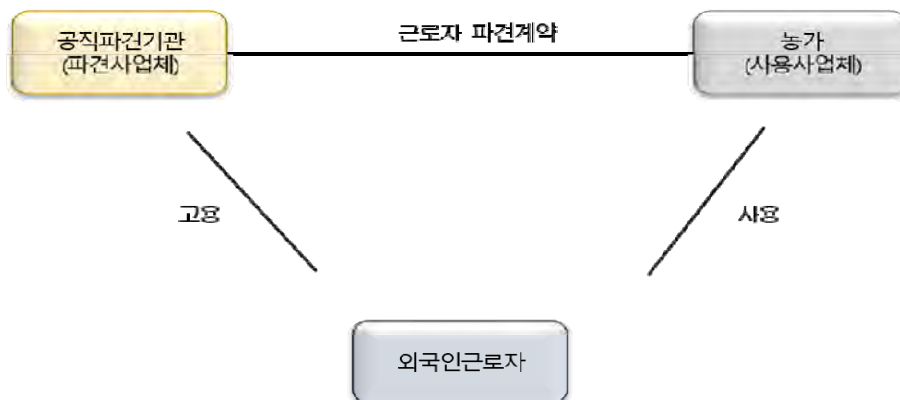 공적파견기관
(파견사업체)
근로자 파견계약
농가
(사용사업체)
고용
사용
외국인근로자